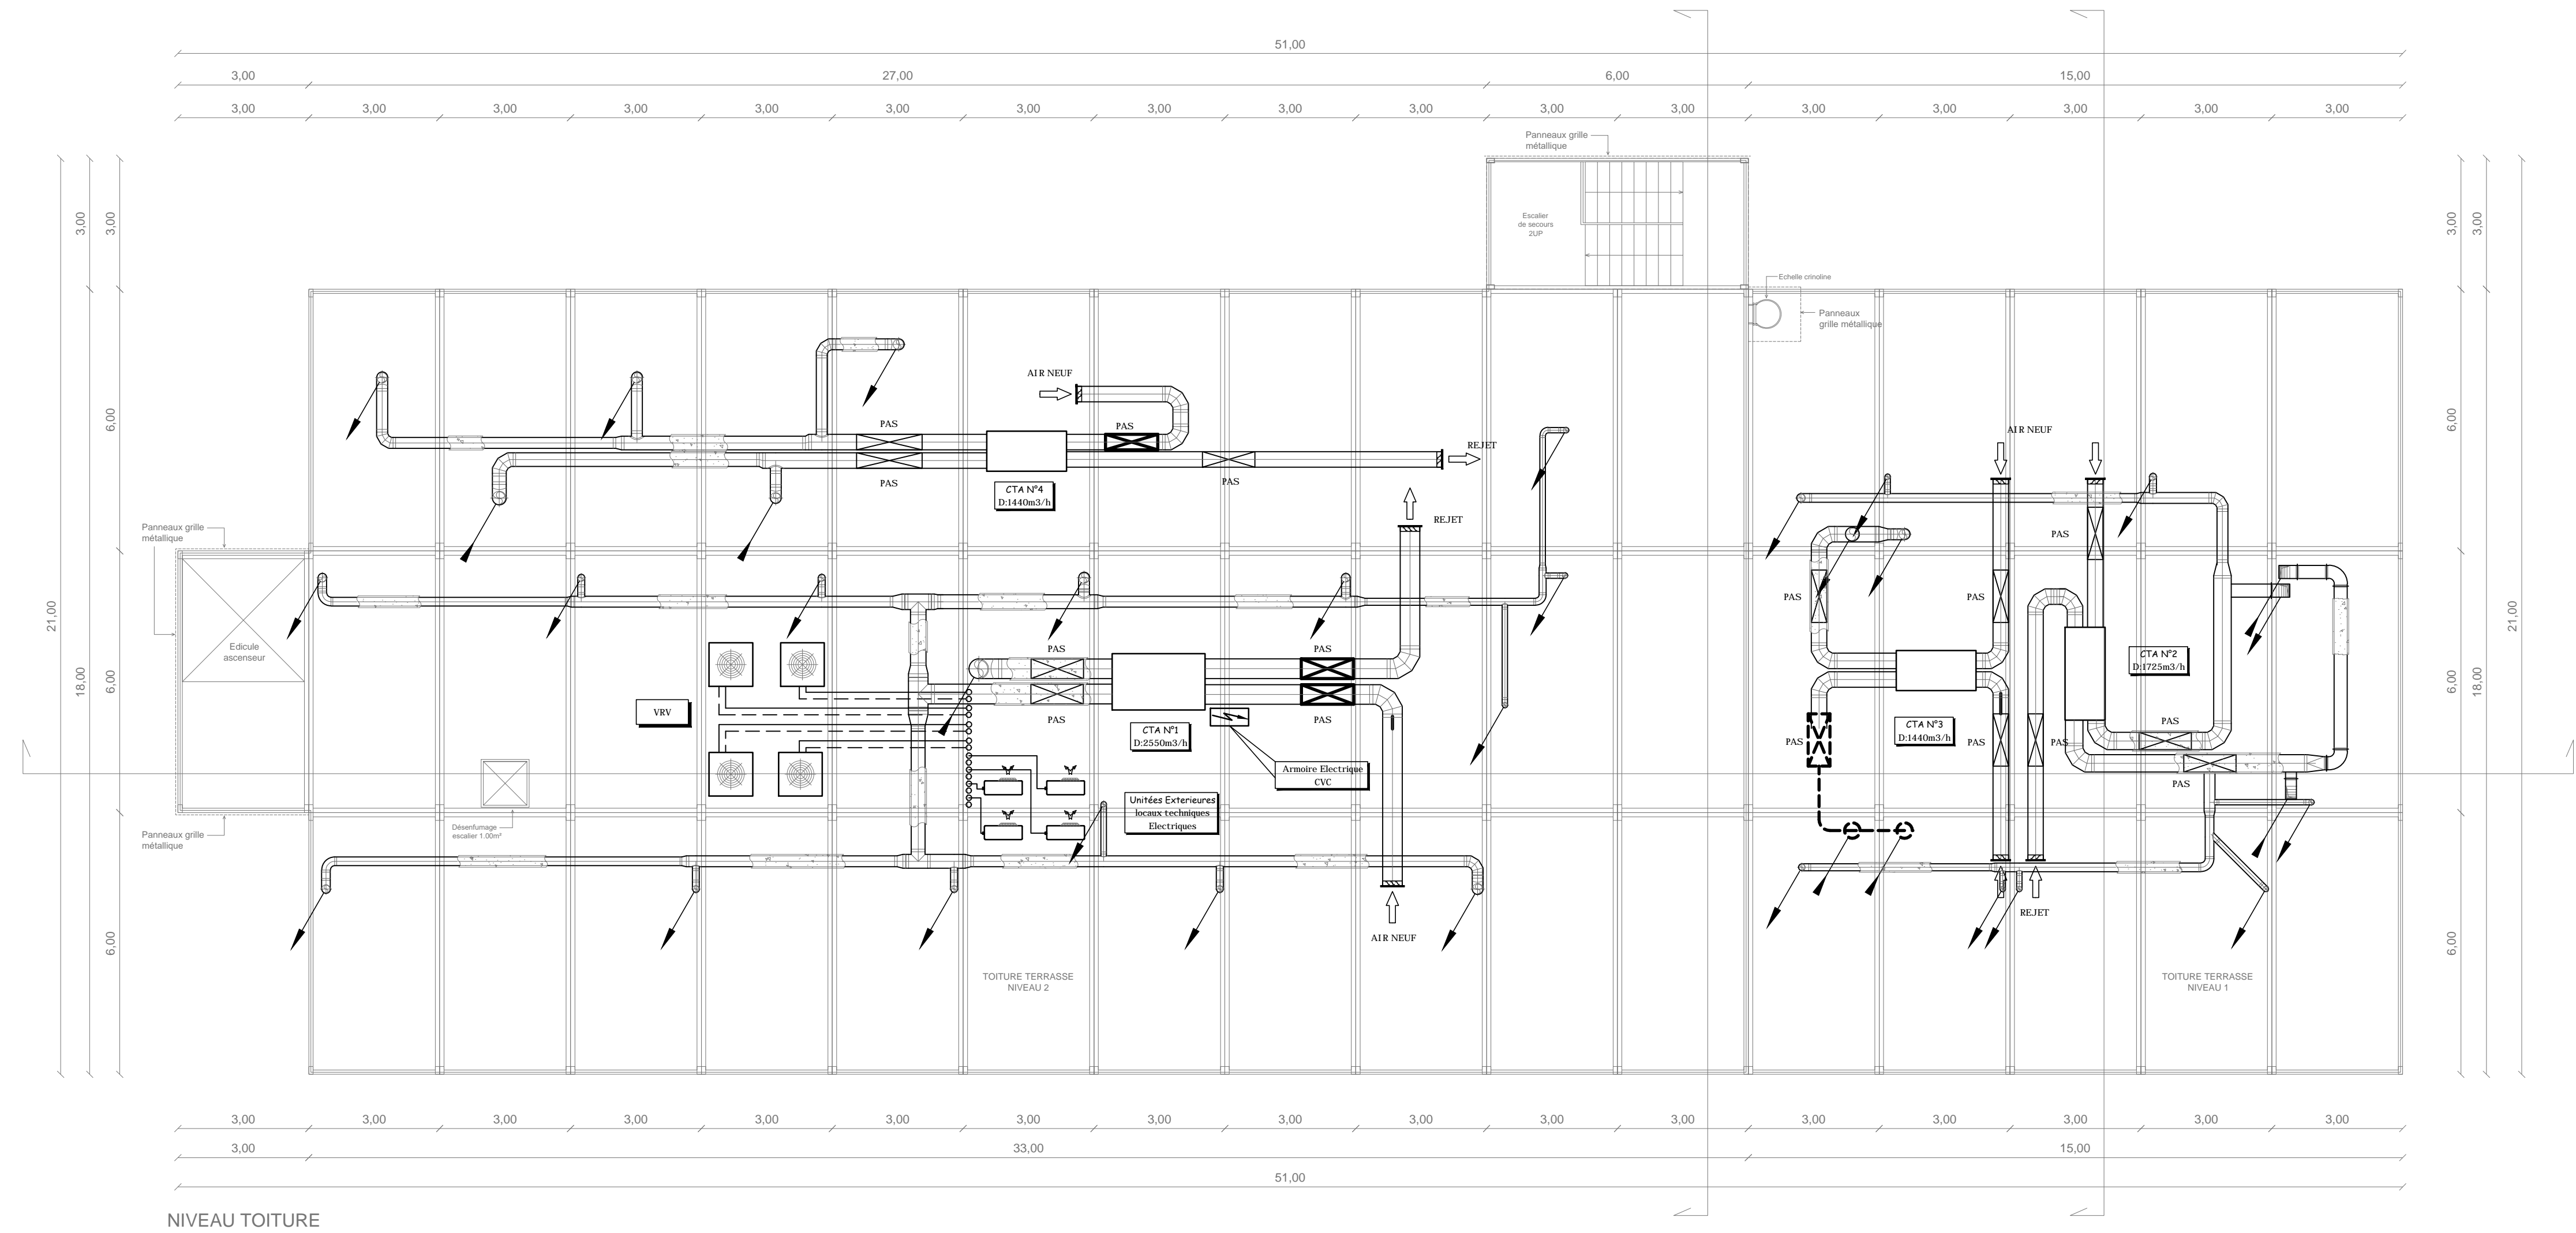 51,00
3,00 27,00 6,00 15,00
3,00 3,00 3,00 3,00 3,00 3,00 3,00 3,00 3,00 3,00 3,00 3,00 3,00 3,00 3,00 3,00 3,00
Panneaux grille
métallique
3,00
3,00
Escalier
de secours
2UP
3,00
3,00
Echelle crinoline
Panneaux
grille métallique
AIR NEUF
6,00
PAS
PAS
REJET
AIR NEUF
6,00
PAS
PAS
CTA N°4
D:1440m3/h
REJET
Panneaux grille
métallique
PAS
PAS
PAS
21,00
18,00
6,00
Edicule
ascenseur
PAS
PAS
VRV
PAS
PAS
CTA N°1
D:2550m3/h
CTA N°2
D:1725m3/h
CTA N°3
D:1440m3/h
PAS
PAS
PAS
PAS
PAS
6,00
18,00
21,00
Armoire Electrique
CVC
Unitées Exterieures
locaux techniques
Electriques
Panneaux grille
métallique
Désenfumage
escalier 1.00m²
6,00
AIR NEUF
REJET
6,00
TOITURE TERRASSE
NIVEAU 2
TOITURE TERRASSE
NIVEAU 1
3,00 3,00 3,00 3,00 3,00 3,00 3,00 3,00 3,00 3,00 3,00 3,00 3,00 3,00 3,00 3,00 3,00
3,00 33,00 15,00
51,00
NIVEAU TOITURE